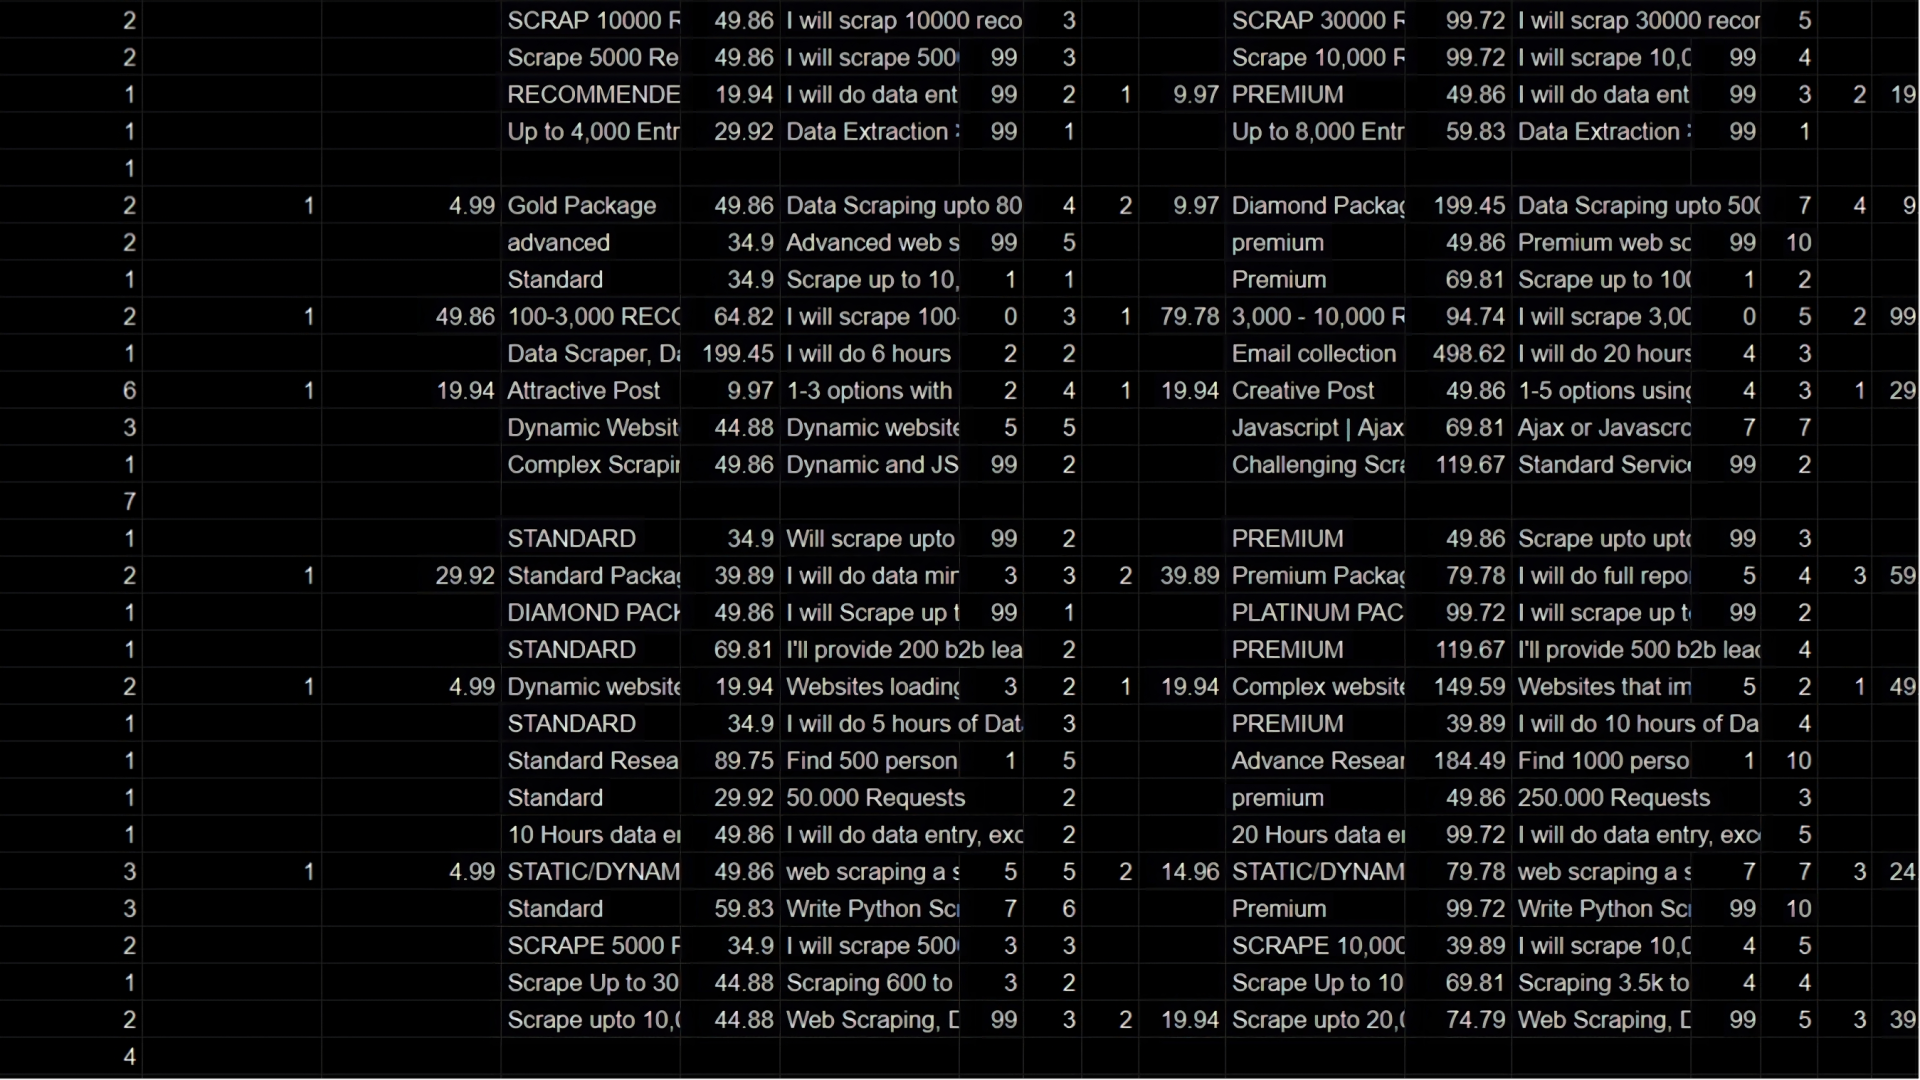 2 SCRAP 10000 R 49.86 I will scrap 10000 reco 3 SCRAP 30000 R 99.72 I will scrap 30000 recor 5
2 Scrape 5000 Re 49.86 I will scrape 500 99 3 Scrape 10,000 R 99.72 I will scrape 10,0 99 4
1 RECOMMENDE 19.94 I will do data ent 99 2 1 9.97 PREMIUM 49.86 I will do data ent 99 3 2 19
1 Up to 4,000 Entr 29.92 Data Extraction 99 1 Up to 8,000 Entr 59.83 Data Extraction 99 1
1
2 1 4.99 Gold Package 49.86 Data Scraping upto 80 4 2 9.97 Diamond Packag 199.45 Data Scraping upto 500 7 4 9
2 advanced 34.9 Advanced web s 99 5 premium 49.86 Premium web sc 99 10
1 Standard 34.9 Scrape up to 10, 1 1 Premium 69.81 Scrape up to 100 1 2
2 1 49.86 100-3,000 RECO 64.82 I will scrape 100- 0 3 1 79.78 3,000 - 10,000 R 94.74 I will scrape 3,00 0 5 2 99
1 Data Scraper, Da 199.45 I will do 6 hours 2 2 Email collection 498.62 I will do 20 hours 4 3
6 1 19.94 Attractive Post 9.97 1-3 options with 2 4 1 19.94 Creative Post 49.86 1-5 options using 4 3 1 29
3 Dynamic Websit 44.88 Dynamic website 5 5 Javascript | Ajax 69.81 Ajax or Javascrc 7 7
1 Complex Scrapin 49.86 Dynamic and JS 99 2 Challenging Scra 119.67 Standard Service 99 2
7
1 STANDARD 34.9 Will scrape upto 99 2 PREMIUM 49.86 Scrape upto upto 99 3
2 1 29.92 Standard Packag 39.89 I will do data min 3 3 2 39.89 Premium Packag 79.78 I will do full repo 5 4 3 59
1 DIAMOND PACK 49.86 I will Scrape up t 99 1 PLATINUM PAC 99.72 I will scrape up t 99 2
1 STANDARD 69.81 I'll provide 200 b2b lea 2 PREMIUM 119.67 I'll provide 500 b2b lead 4
2 1 4.99 Dynamic website 19.94 Websites loading 3 2 1 19.94 Complex website 149.59 Websites that im 5 2 1 49
1 STANDARD 34.9 I will do 5 hours of Data 3 PREMIUM 39.89 I will do 10 hours of Da 4
1 Standard Resea 89.75 Find 500 person 1 5 Advance Resear 184.49 Find 1000 perso 1 10
1 Standard 29.92 50.000 Requests 2 premium 49.86 250.000 Requests 3
1 10 Hours data en 49.86 I will do data entry, exc 2 20 Hours data en 99.72 I will do data entry, exce 5
3 1 4.99 STATIC/DYNAM 49.86 web scraping a s 5 5 2 14.96 STATIC/DYNAM 79.78 web scraping a s 7 7 3 24
3 Standard 59.83 Write Python Scr 7 6 Premium 99.72 Write Python Scr 99 10
2 SCRAPE 5000 R 34.9 I will scrape 500 3 3 SCRAPE 10,000 39.89 I will scrape 10,0 4 5
1 Scrape Up to 30 44.88 Scraping 600 to 3 2 Scrape Up to 10 69.81 Scraping 3.5k to 4 4
2 Scrape upto 10,0 44.88 Web Scraping, D 99 3 2 19.94 Scrape upto 20,0 74.79 Web Scraping, D 99 5 3 39
4